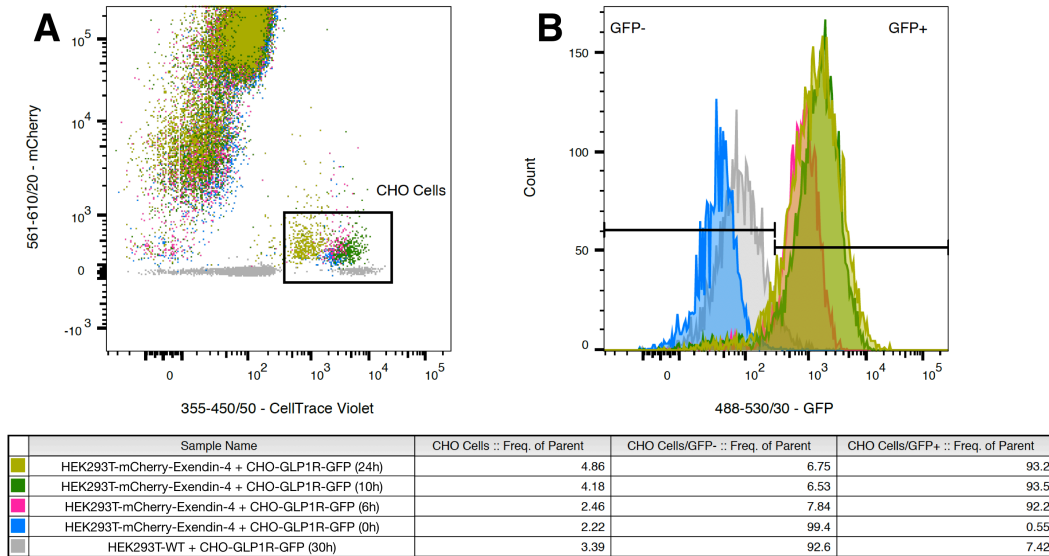 A
10^5
10^4
10^3
0
-10^3
561-610/20 - mCherry
CHO Cells
0
10^2
10^3
10^4
10^5
355-450/50 - CellTrace Violet
B
GFP-
GFP+
150
100
50
0
Count
0
10^2
10^3
10^4
10^5
488-530/30 - GFP
Sample Name CHO Cells :: Freq. of Parent CHO Cells/GFP- :: Freq. of Parent CHO Cells/GFP+ :: Freq. of Parent
HEK293T-mCherry-Exendin-4 + CHO-GLP1R-GFP (24h) 4.86 6.75 93.2
HEK293T-mCherry-Exendin-4 + CHO-GLP1R-GFP (10h) 4.18 6.53 93.5
HEK293T-mCherry-Exendin-4 + CHO-GLP1R-GFP (6h) 2.46 7.84 92.2
HEK293T-mCherry-Exendin-4 + CHO-GLP1R-GFP (0h) 2.22 99.4 0.55
HEK293T-WT + CHO-GLP1R-GFP (30h) 3.39 92.6 7.42